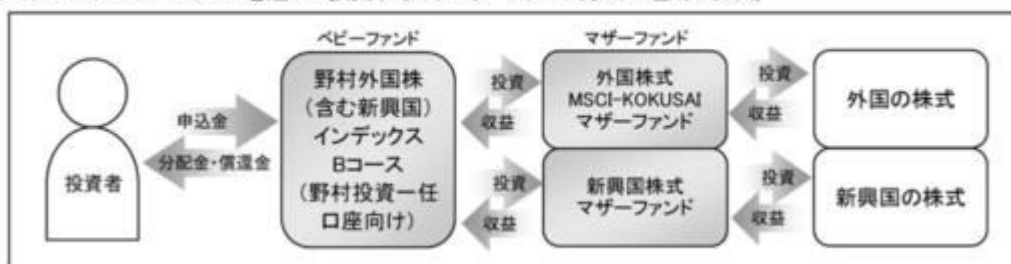 ベビーファンド
マザーファンド
投資者
申込金
分配金・償還金
野村外国株
(含む新興国)
インデックス
Bコース
(野村投資一任
口座向け)
投資
収益
投資
収益
外国株式
MSCI-KOKUSAI
マザーファンド
新興国株式
マザーファンド
投資
収益
投資
収益
外国の株式
新興国の株式